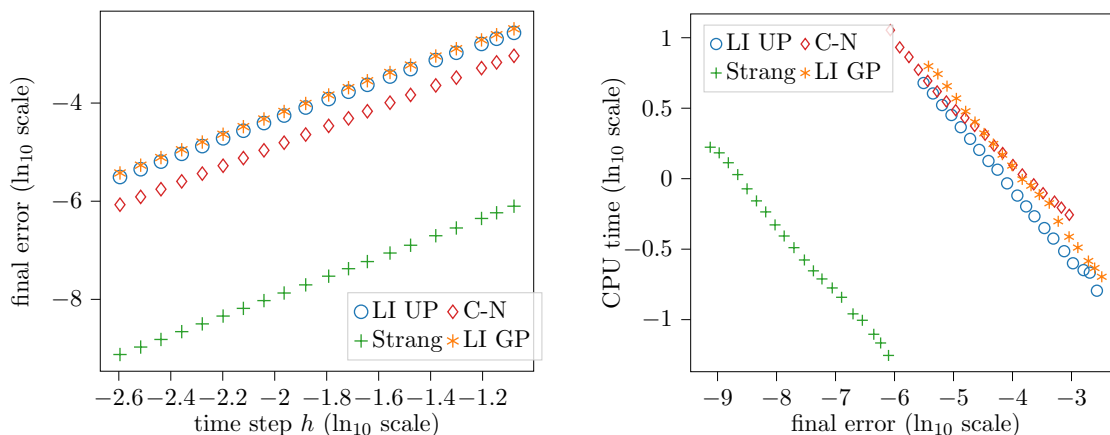 −4
−6
−8
final error (ln10 scale)
LI UP C-N
Strang LI GP
−2.6 −2.4 −2.2 −2 −1.8 −1.6 −1.4 −1.2
time step h (ln10 scale)
1
0.5
0
−0.5
−1
CPU time (ln10 scale)
LI UP C-N
Strang LI GP
−9 −8 −7 −6 −5 −4 −3
final error (ln10 scale)